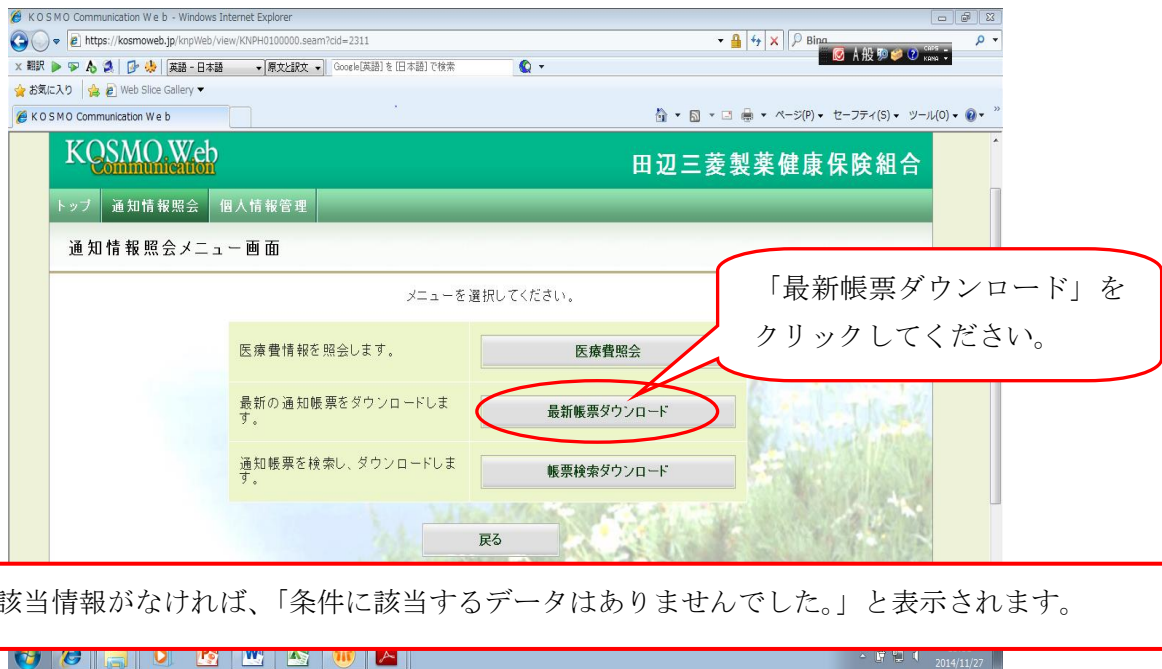 KOSMO Communication Web - Windows Internet Explorer
https://kosmoweb.jp/knpWeb/view/KNPH0100000.seam?cid=2311
Bing
A 般
CAPS
KANA
× 翻訳
英語 - 日本語
原文と訳文
Google[英語]を[日本語]で検索
お気に入り
Web Slice Gallery
KOSMO Communication Web
ページ(P)
セーフティ(S)
ツール(O)
KOSMO Web
Communication
田辺三菱製薬健康保険組合
トップ
通知情報照会
個人情報管理
通知情報照会メニュー画面
メニューを選択してください。
「最新帳票ダウンロード」を
クリックしてください。
医療費情報を照会します。
医療費照会
最新の通知帳票をダウンロードしま
す。
最新帳票ダウンロード
通知帳票を検索し、ダウンロードしま
す。
帳票検索ダウンロード
戻る
該当情報がなければ、「条件に該当するデータはありませんでした。」と表示されます。
2014/11/27